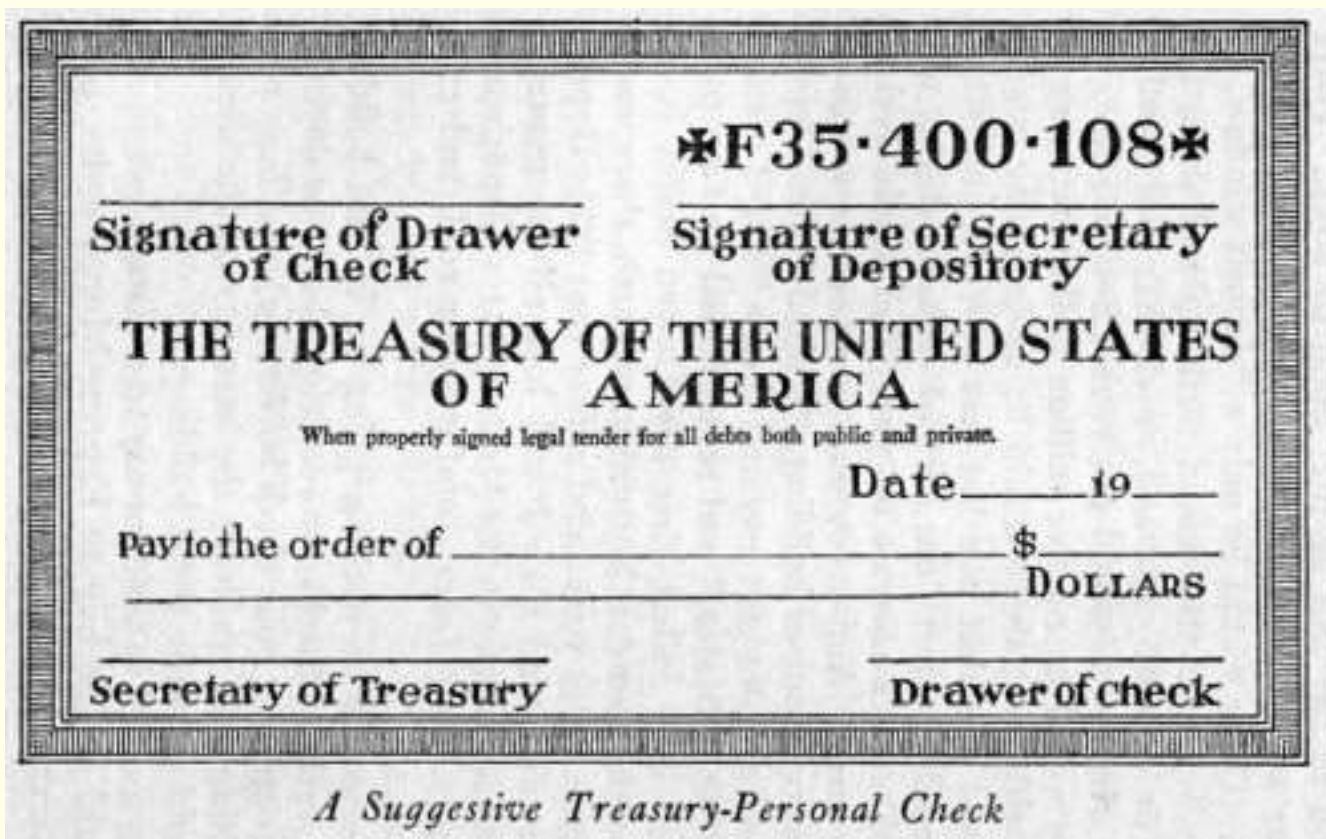 ✠F35·400·108✠
Signature of Drawer
of Check
Signature of Secretary
of Depository
THE TREASURY OF THE UNITED STATES
OF AMERICA
When properly signed legal tender for all debts both public and private.
Date 19
Pay to the order of $
DOLLARS
Secretary of Treasury
Drawer of Check
A Suggestive Treasury-Personal Check